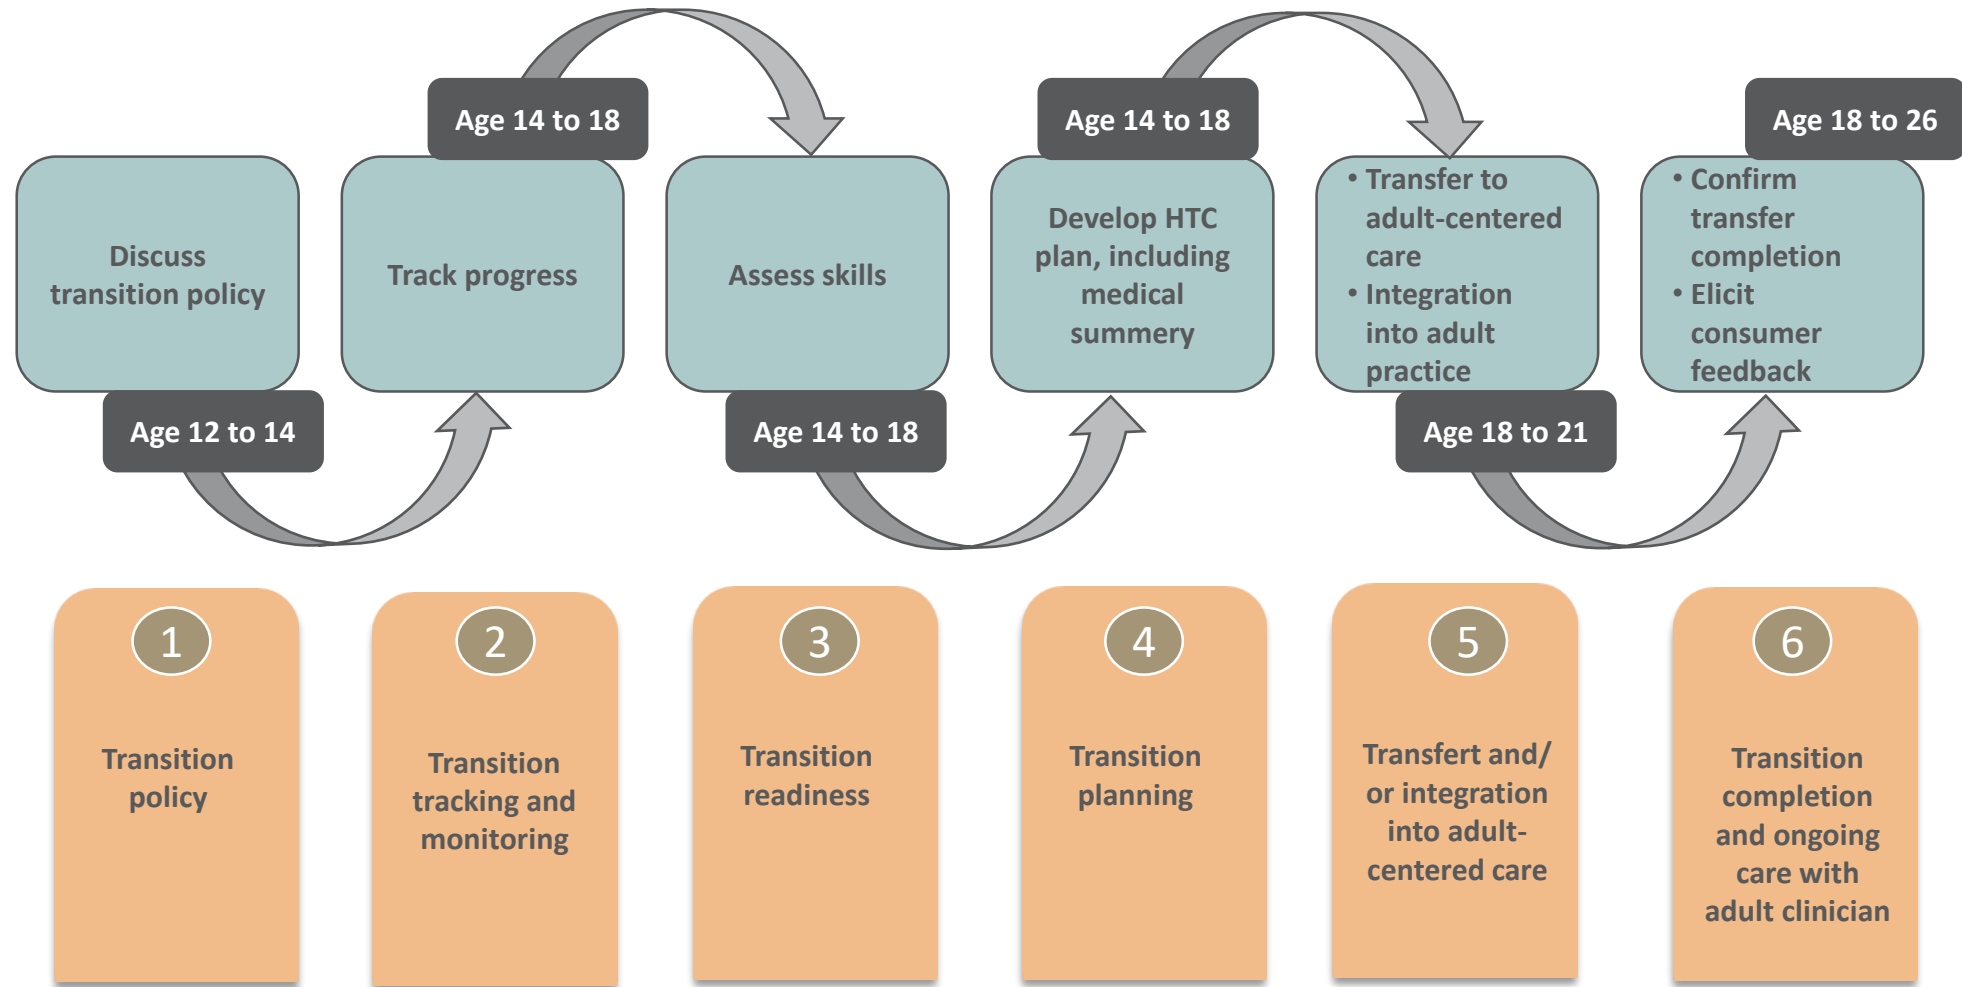 Age 14 to 18
Age 14 to 18
Age 18 to 26
Discuss
transition policy
Track progress
Assess skills
Develop HTC
plan, including
medical
summery
• Transfer to
adult-centered
care
• Integration
into adult
practice
• Confirm
transfer
completion
• Elicit
consumer
feedback
Age 12 to 14
Age 14 to 18
Age 18 to 21
1
Transition
policy
2
Transition
tracking and
monitoring
3
Transition
readiness
4
Transition
planning
5
Transfert and/
or integration
into adult-
centered care
6
Transition
completion
and ongoing
care with
adult clinician